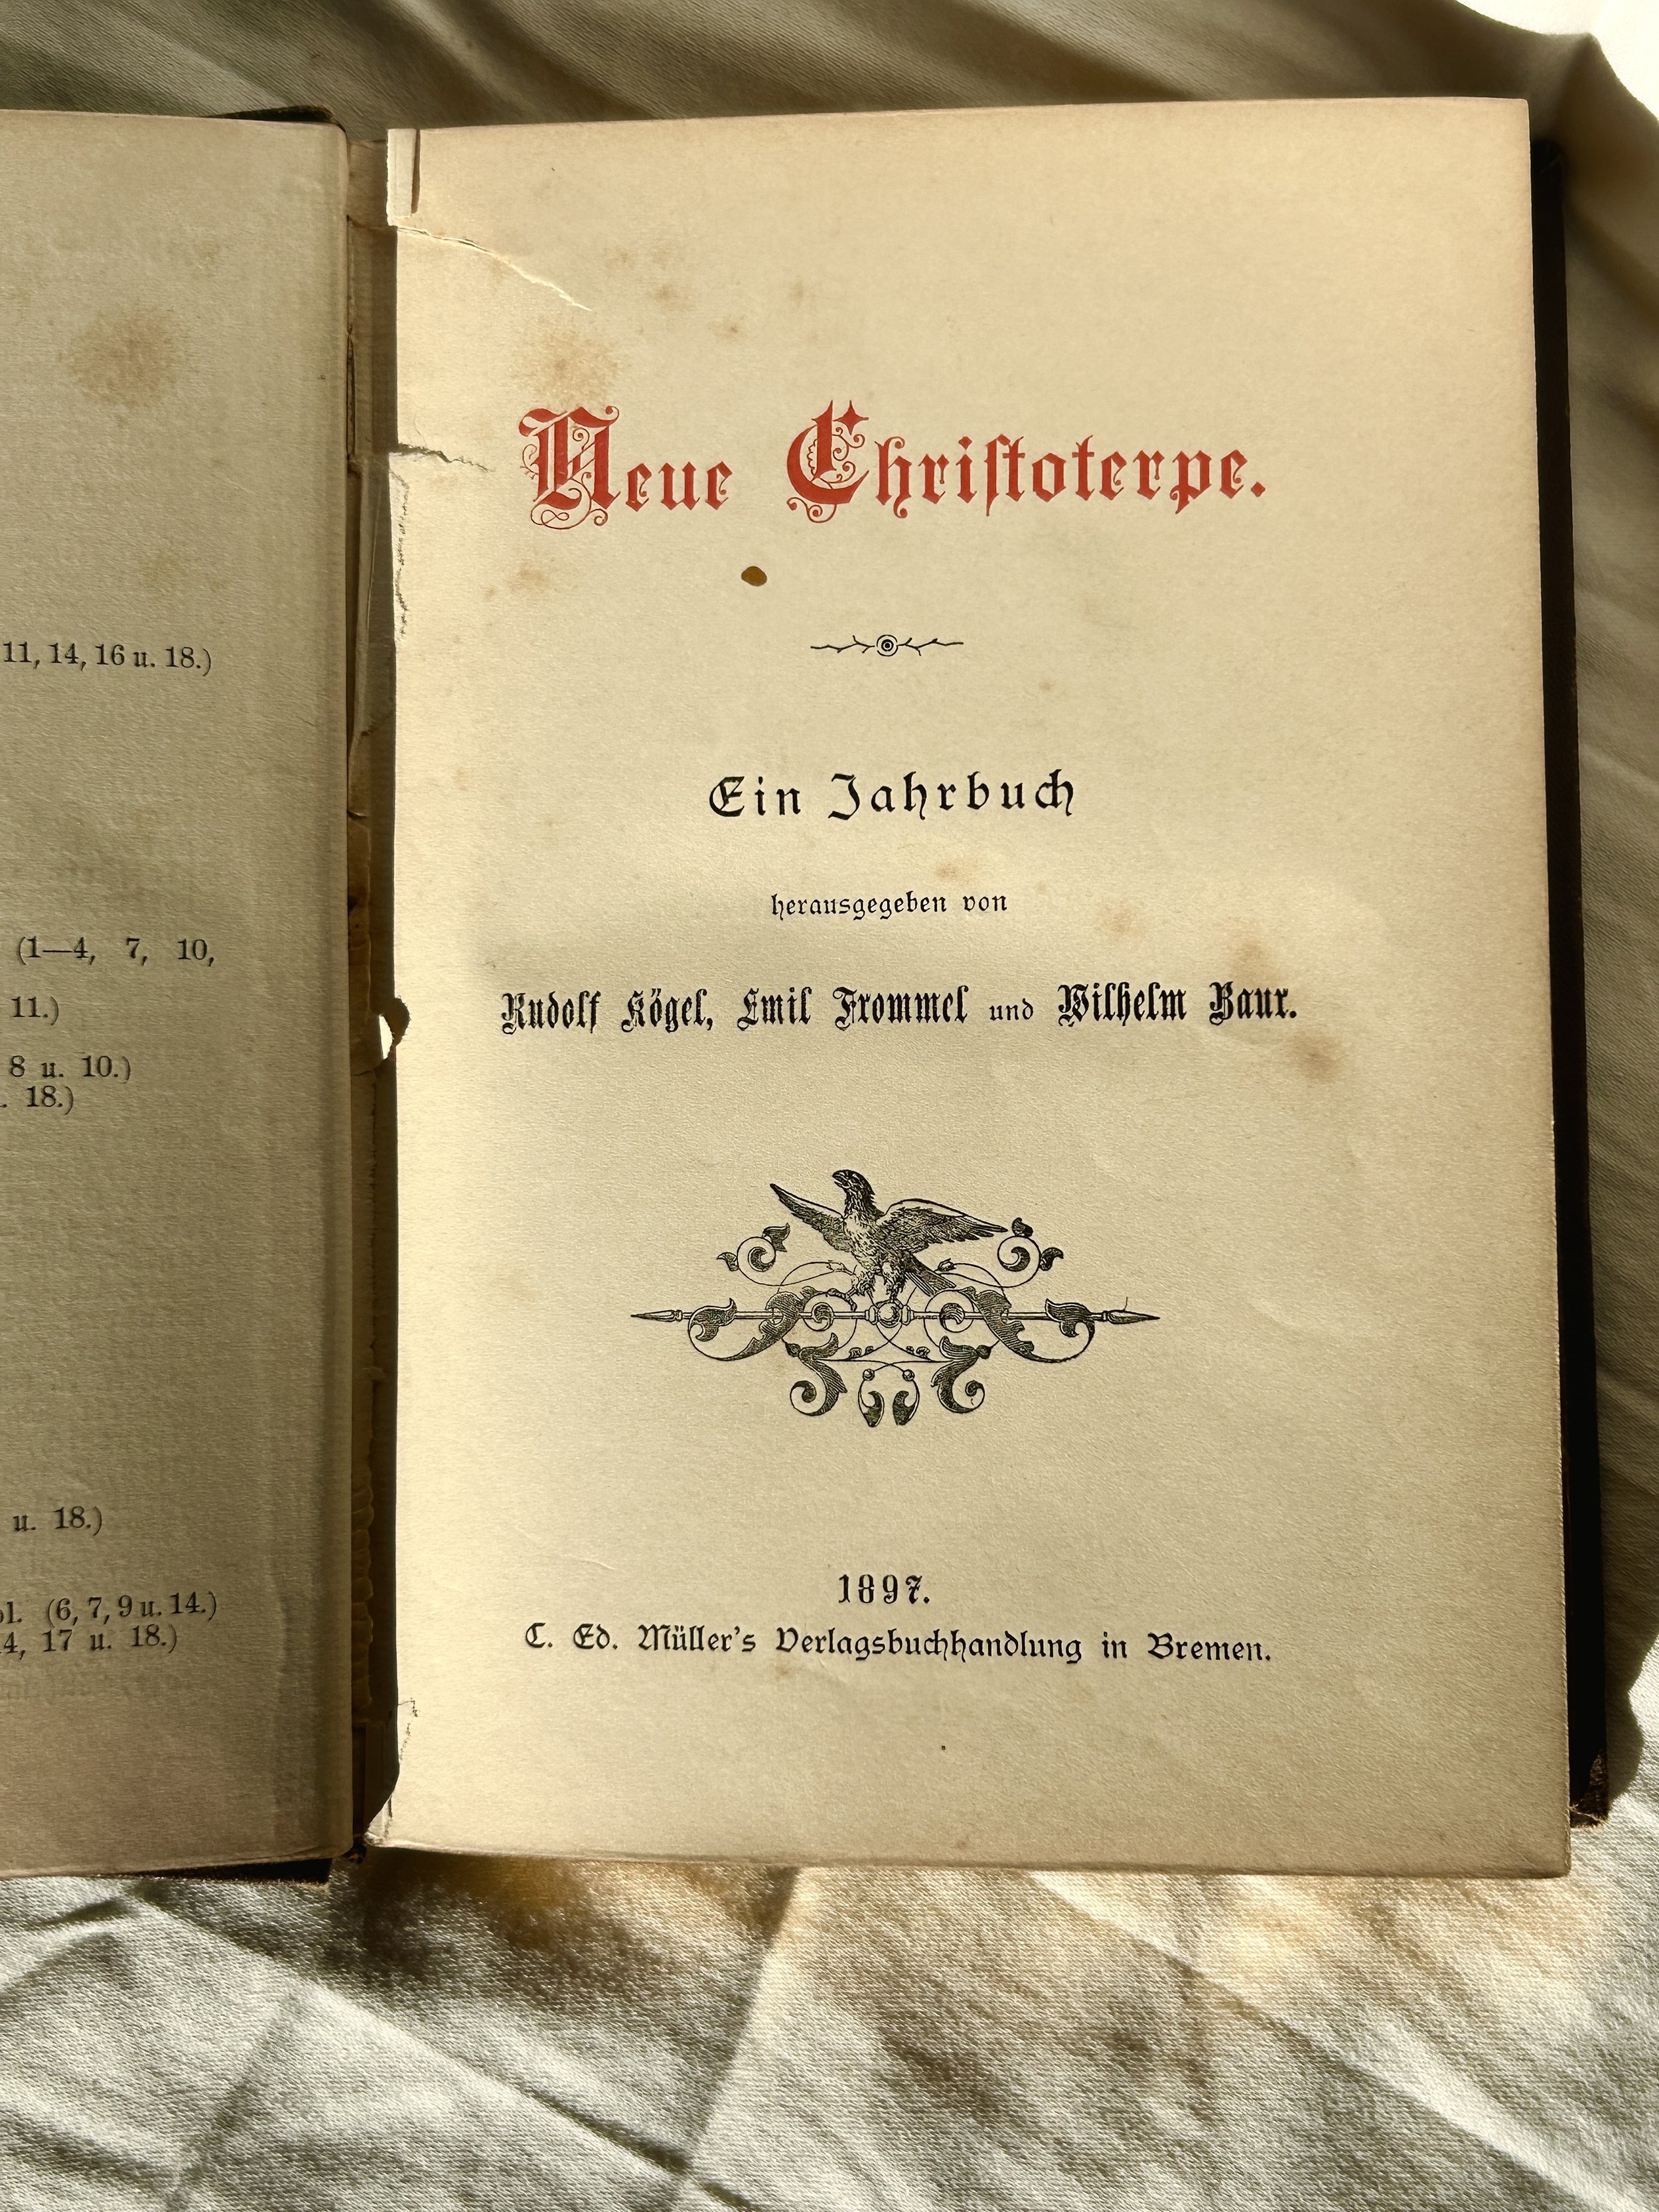 11, 14, 16 u. 18.)
(1—4, 7, 10,
11.)
8 u. 10.)
. 18.)
u. 18.)
(6, 7, 9 u. 14.)
4, 17 u. 18.)
Neue Chriſtoterpe.
Ein Jahrbuch
herausgegeben von
Rudolf Kögel, Emil Frommel und Wilhelm Baur.
1897.
C. Ed. Müller's Verlagsbuchhandlung in Bremen.